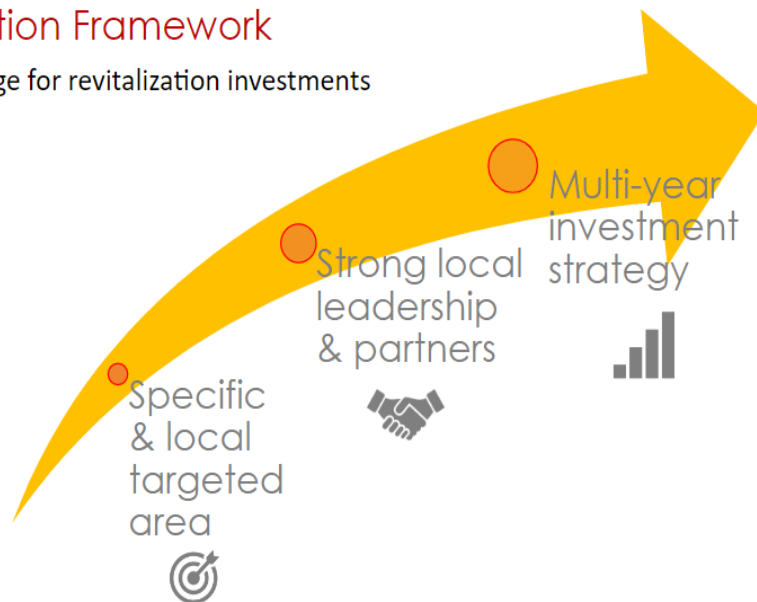 tion Framework
ge for revitalization investments
Specific
& local
targeted
area
Strong local
leadership
& partners
Multi-year
investment
strategy